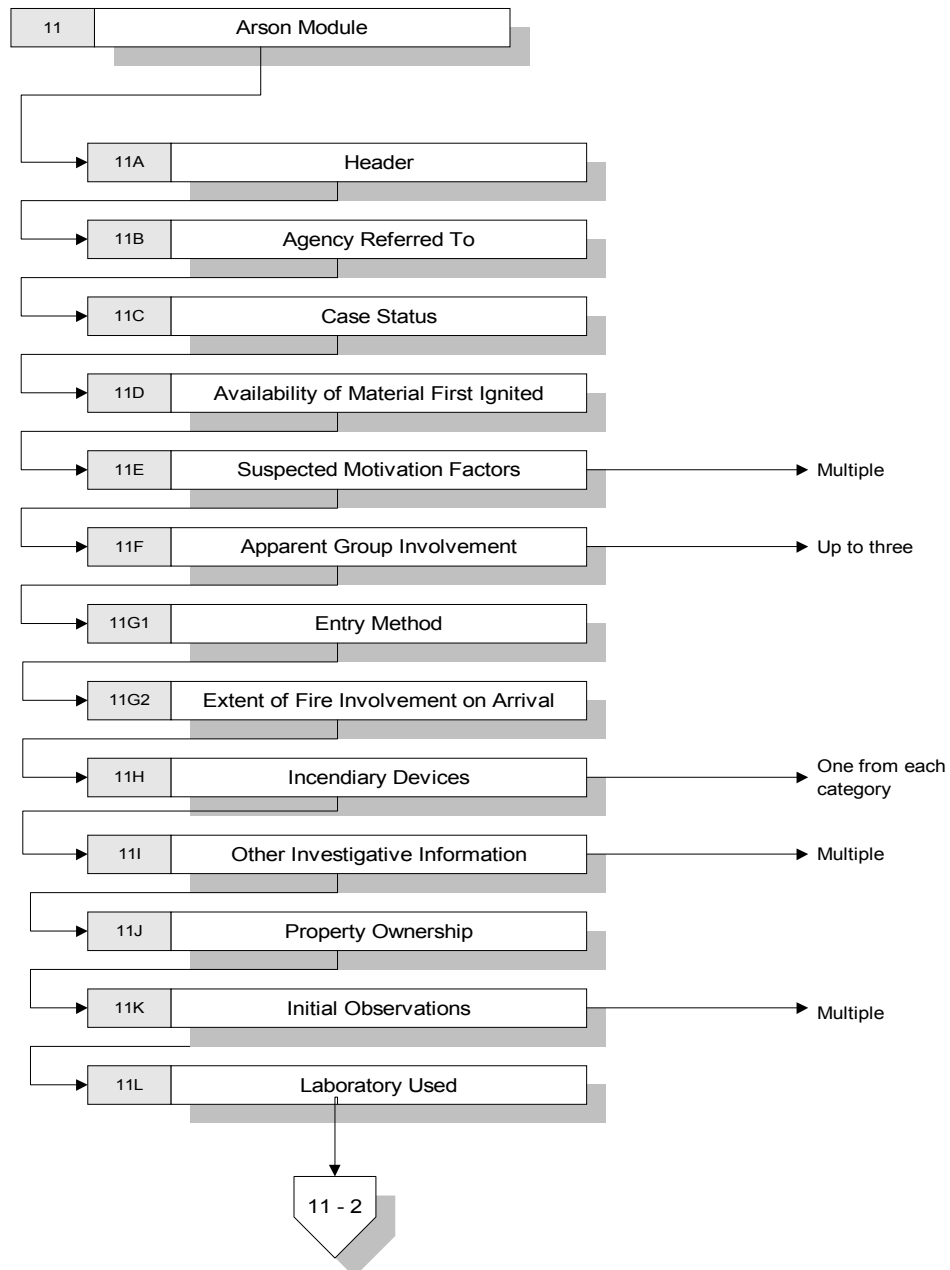 11 Arson Module
11A Header
11B Agency Referred To
11C Case Status
11D Availability of Material First Ignited
11E Suspected Motivation Factors Multiple
11F Apparent Group Involvement Up to three
11G1 Entry Method
11G2 Extent of Fire Involvement on Arrival
11H Incendiary Devices One from each
category
11I Other Investigative Information Multiple
11J Property Ownership
11K Initial Observations Multiple
11L Laboratory Used
11 - 2